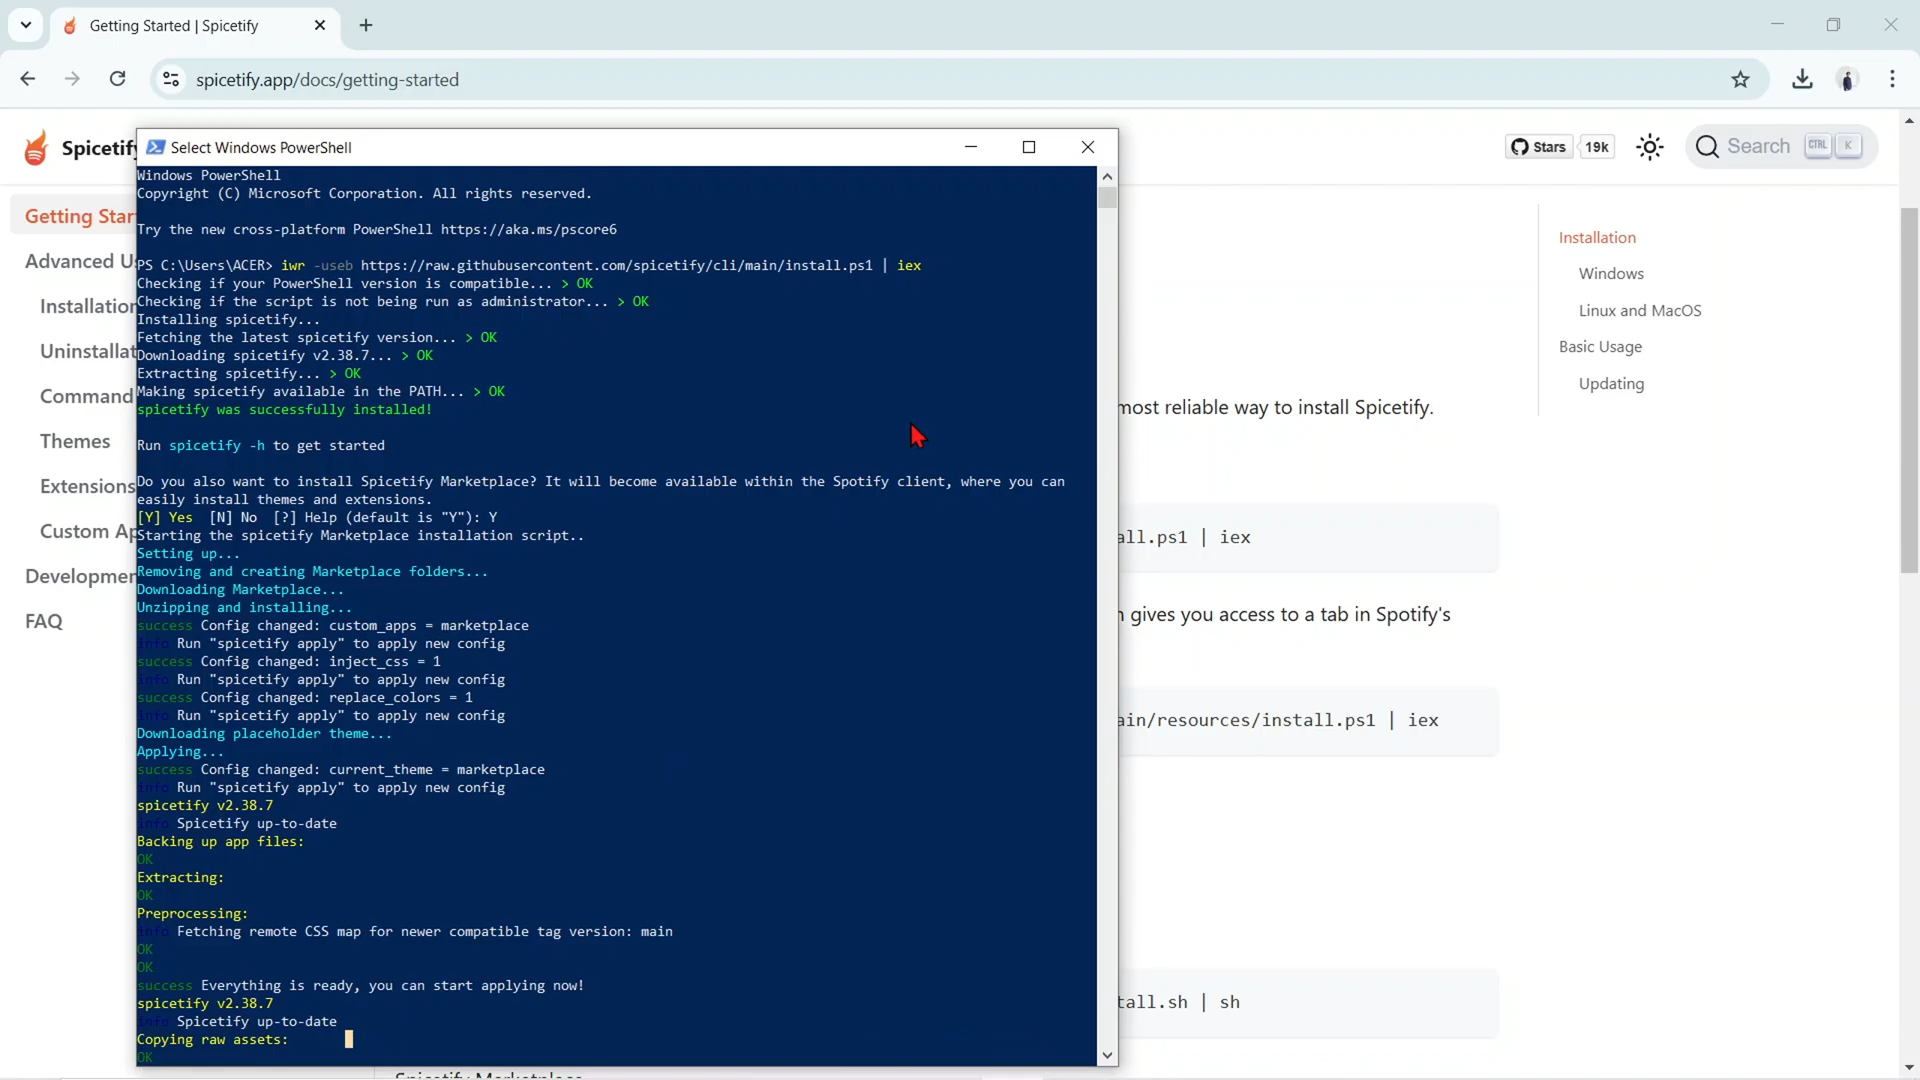 Getting Started | Spicetify
spicetify.app/docs/getting-started
Spicetify
Stars 19k
Search CTRL K
Getting Star
Advanced Us
Installation
Uninstallat
Command
Themes
Extensions
Custom Ap
Developmen
FAQ
Select Windows PowerShell
Windows PowerShell
Copyright (C) Microsoft Corporation. All rights reserved.
Try the new cross-platform PowerShell https://aka.ms/pscore6
PS C:\Users\ACER> iwr -useb https://raw.githubusercontent.com/spicetify/cli/main/install.ps1 | iex
Checking if your PowerShell version is compatible... > OK
Checking if the script is not being run as administrator... > OK
Installing spicetify...
Fetching the latest spicetify version... > OK
Downloading spicetify v2.38.7... > OK
Extracting spicetify... > OK
Making spicetify available in the PATH... > OK
spicetify was successfully installed!
Run spicetify -h to get started
Do you also want to install Spicetify Marketplace? It will become available within the Spotify client, where you can
easily install themes and extensions.
[Y] Yes [N] No [?] Help (default is "Y"): Y
Starting the spicetify Marketplace installation script..
Setting up...
Removing and creating Marketplace folders...
Downloading Marketplace...
Unzipping and installing...
success Config changed: custom_apps = marketplace
info Run "spicetify apply" to apply new config
success Config changed: inject_css = 1
info Run "spicetify apply" to apply new config
success Config changed: replace_colors = 1
info Run "spicetify apply" to apply new config
Downloading placeholder theme...
Applying...
success Config changed: current_theme = marketplace
info Run "spicetify apply" to apply new config
spicetify v2.38.7
info Spicetify up-to-date
Backing up app files:
OK
Extracting:
OK
Preprocessing:
info Fetching remote CSS map for newer compatible tag version: main
OK
OK
success Everything is ready, you can start applying now!
spicetify v2.38.7
info Spicetify up-to-date
Copying raw assets:
OK
most reliable way to install Spicetify.
all.ps1 | iex
n gives you access to a tab in Spotify's
ain/resources/install.ps1 | iex
tall.sh | sh
Installation
Windows
Linux and MacOS
Basic Usage
Updating